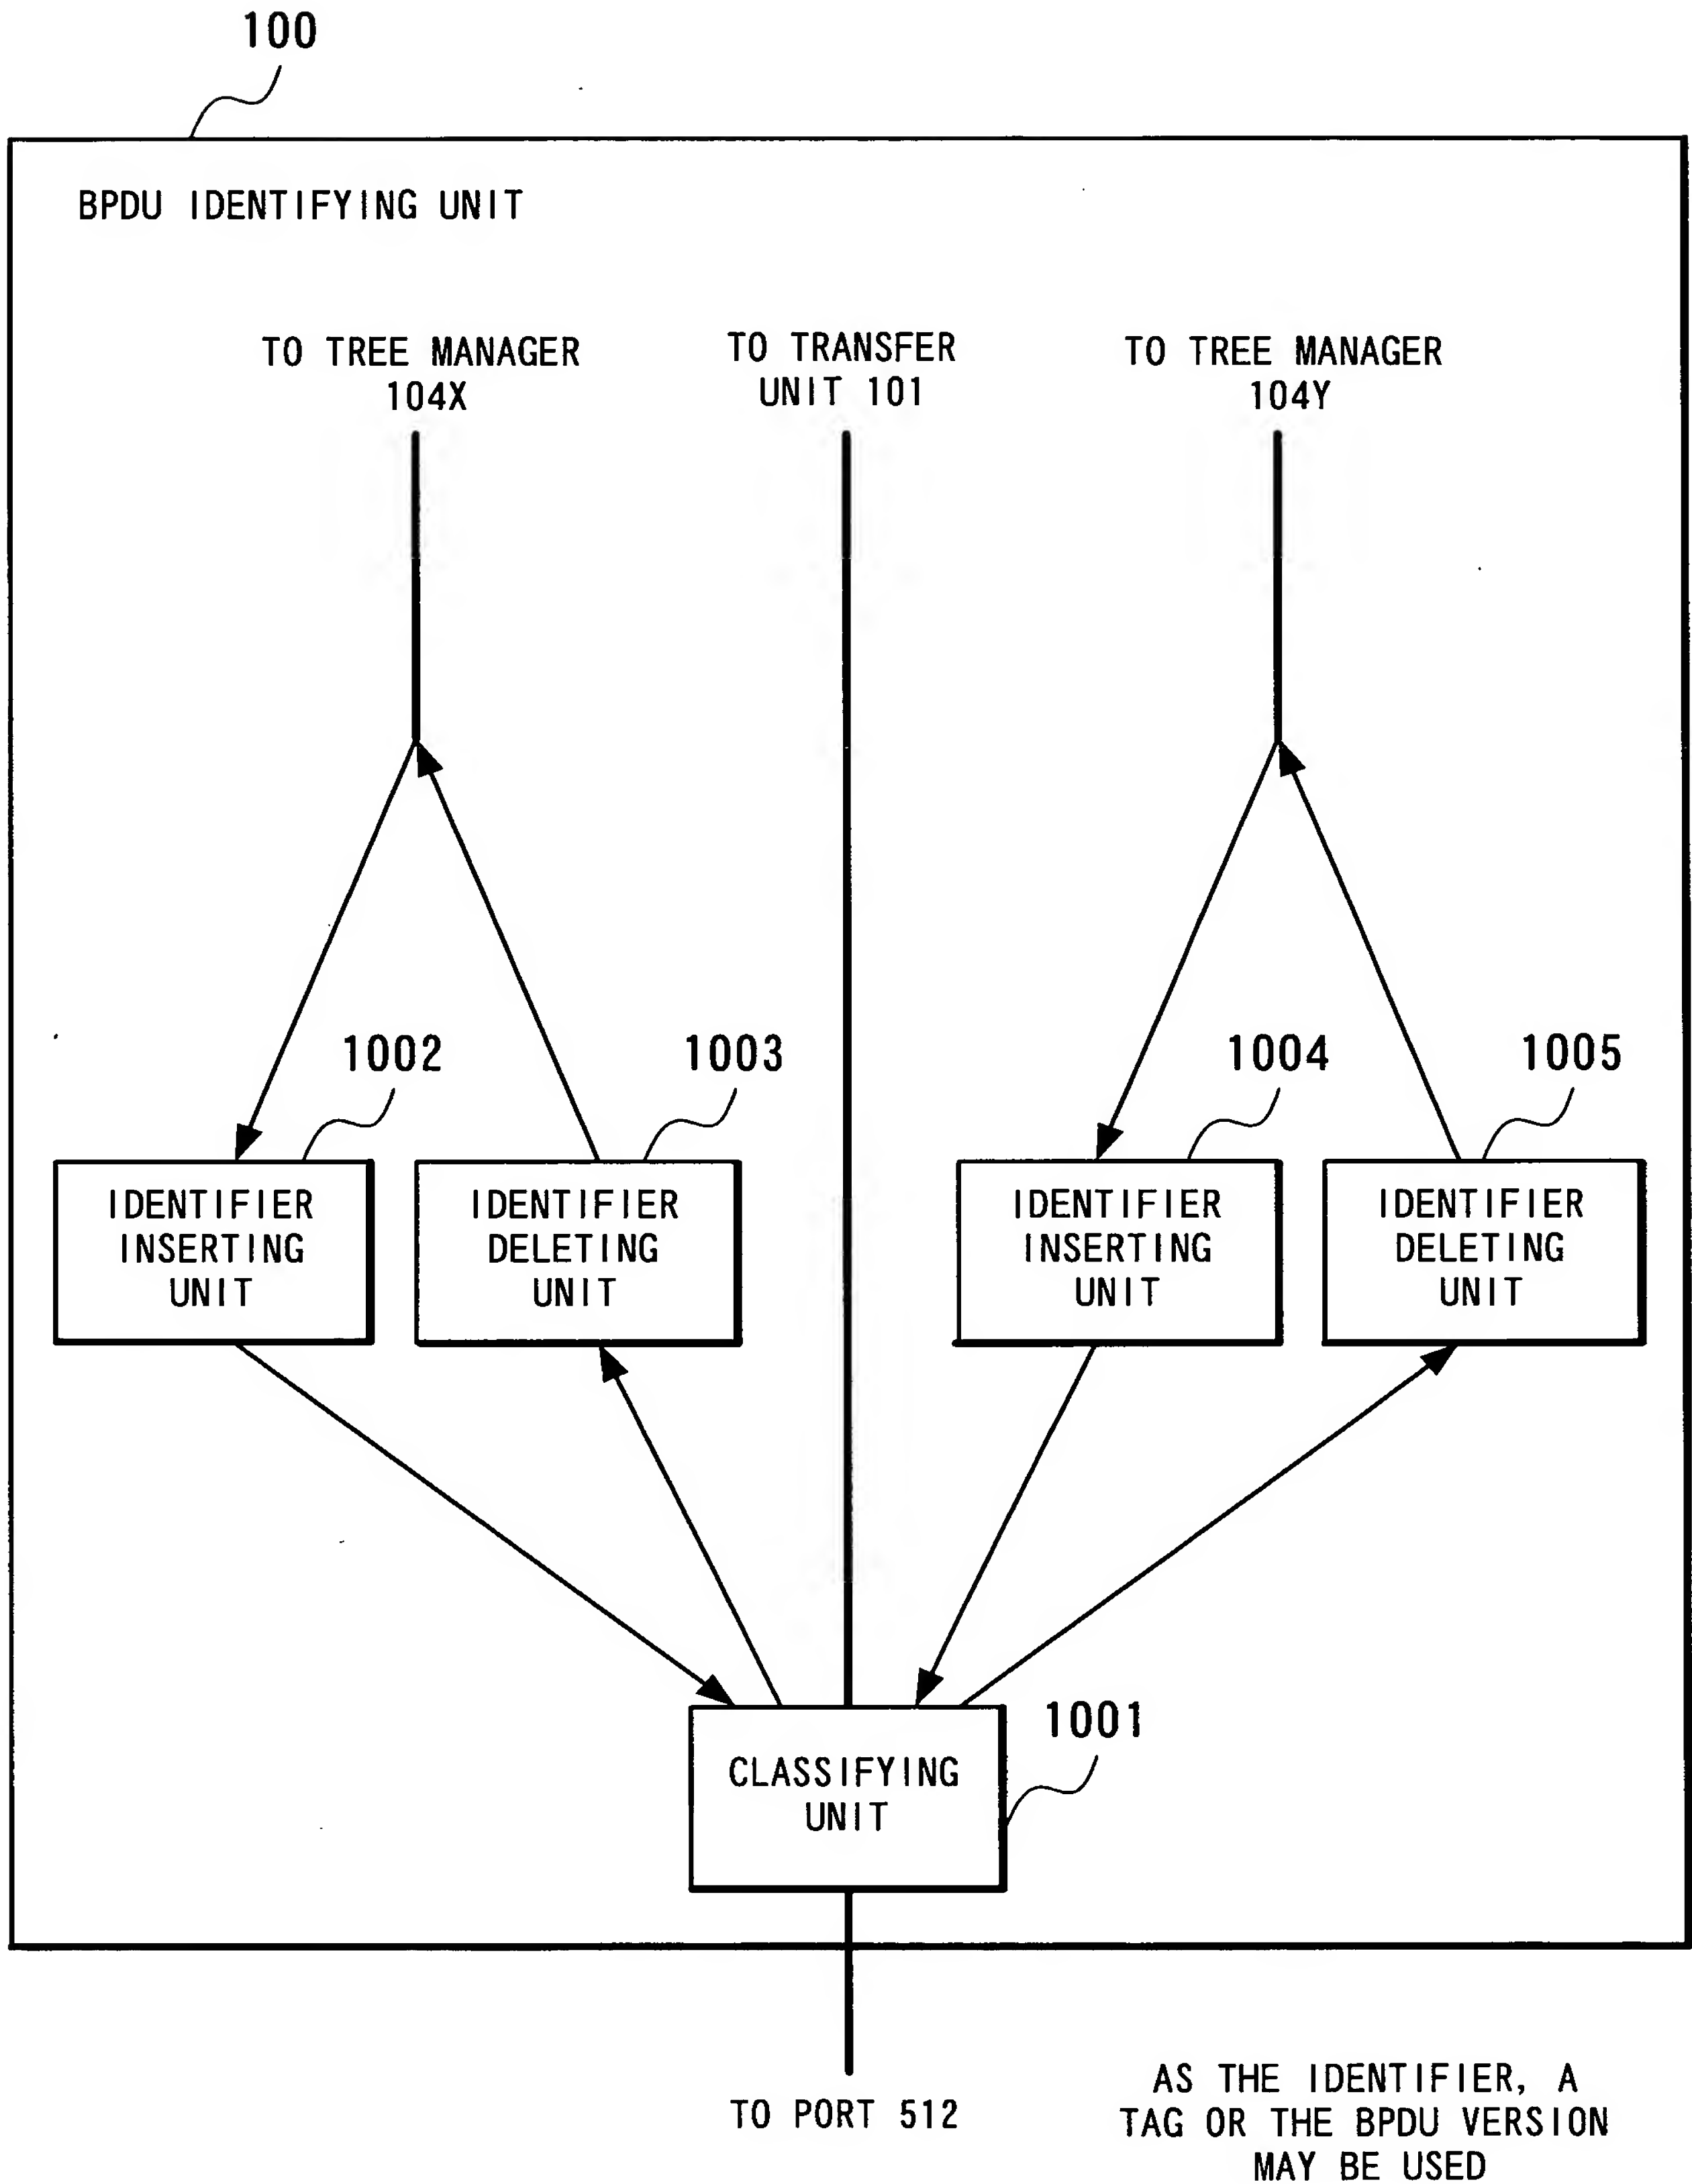 100
BPDU IDENTIFYING UNIT
TO TREE MANAGER
104X
TO TRANSFER
UNIT 101
TO TREE MANAGER
104Y
1002
1003
1004
1005
IDENTIFIER
INSERTING
UNIT
IDENTIFIER
DELETING
UNIT
IDENTIFIER
INSERTING
UNIT
IDENTIFIER
DELETING
UNIT
1001
CLASSIFYING
UNIT
TO PORT 512
AS THE IDENTIFIER, A
TAG OR THE BPDU VERSION
MAY BE USED